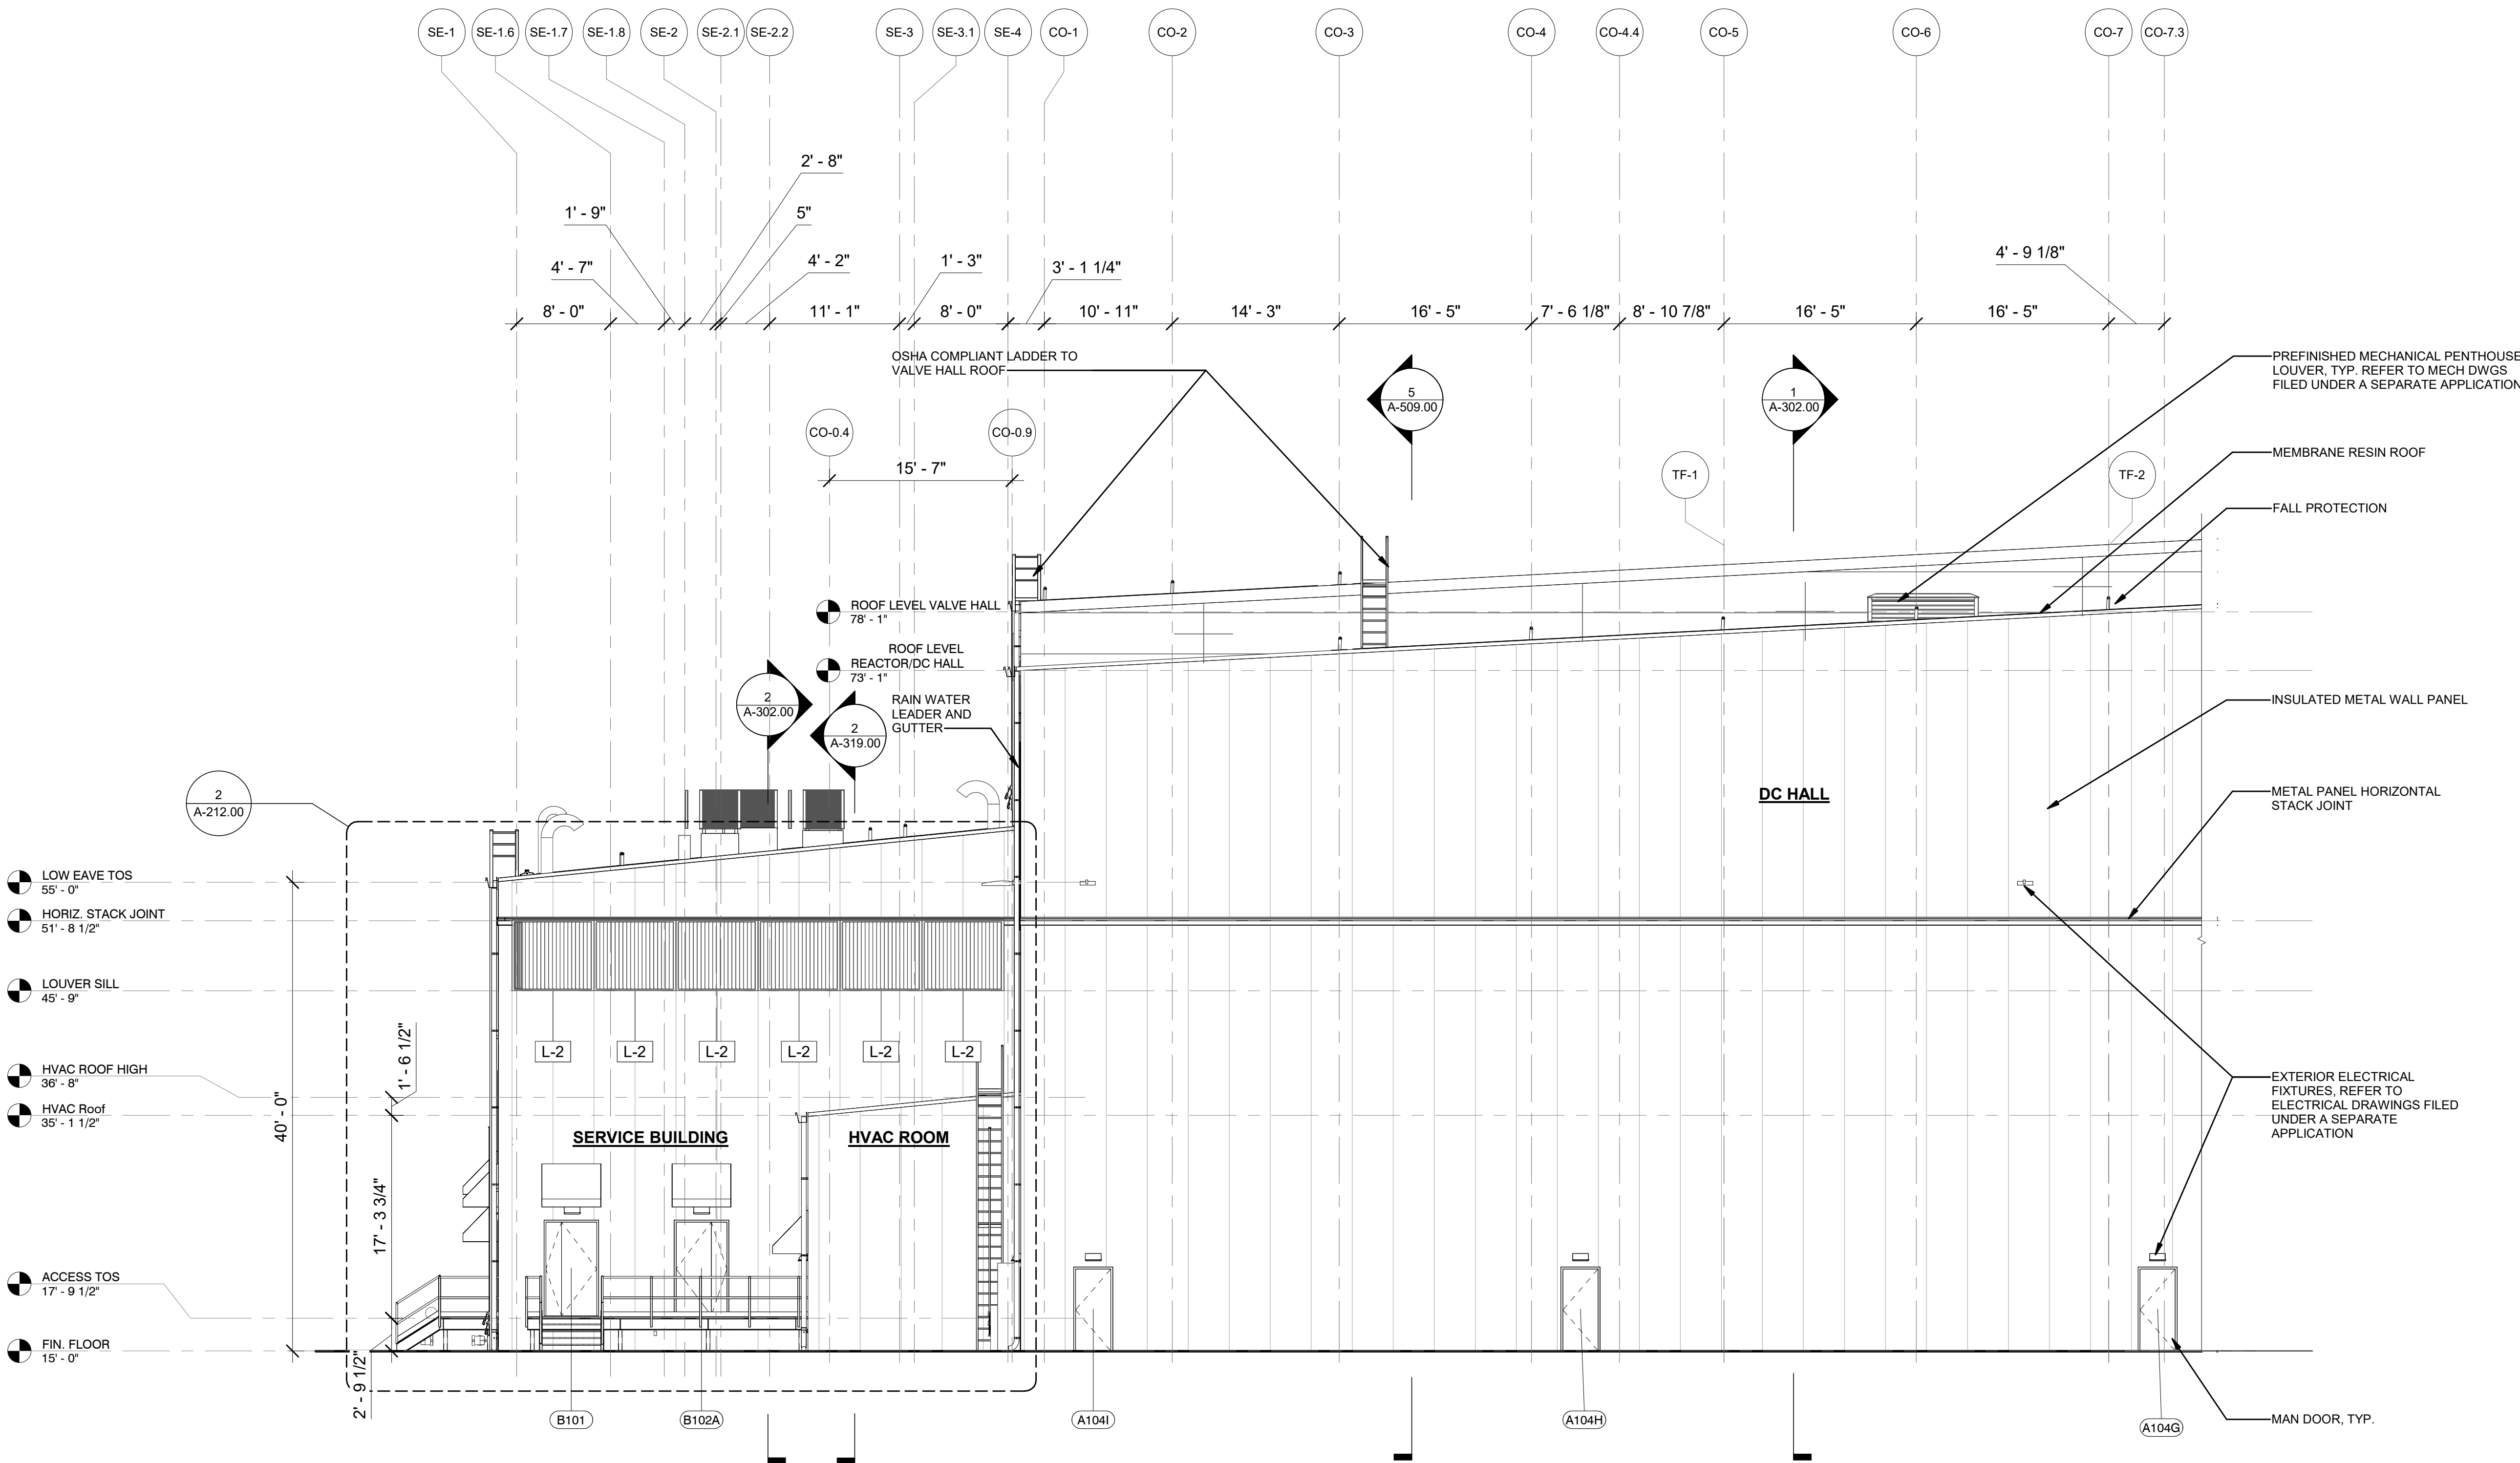 SE-1
SE-1.6
SE-1.7
SE-1.8
SE-2
SE-2.1
SE-2.2
SE-3
SE-3.1
SE-4
CO-1
CO-2
CO-3
CO-4
CO-4.4
CO-5
CO-6
CO-7
CO-7.3
2' - 8"
1' - 9"
5"
4' - 7"
4' - 2"
1' - 3"
3' - 1 1/4"
4' - 9 1/8"
8' - 0"
11' - 1"
8' - 0"
10' - 11"
14' - 3"
16' - 5"
7' - 6 1/8"
8' - 10 7/8"
16' - 5"
16' - 5"
OSHA COMPLIANT LADDER TO
VALVE HALL ROOF
5
A-509.00
1
A-302.00
PREFINISHED MECHANICAL PENTHOUSE
LOUVER, TYP. REFER TO MECH DWGS
FILED UNDER A SEPARATE APPLICATION
CO-0.4
CO-0.9
15' - 7"
TF-1
TF-2
MEMBRANE RESIN ROOF
FALL PROTECTION
ROOF LEVEL VALVE HALL
78' - 1"
ROOF LEVEL
REACTOR/DC HALL
73' - 1"
2
A-302.00
2
A-319.00
RAIN WATER
LEADER AND
GUTTER
INSULATED METAL WALL PANEL
DC HALL
METAL PANEL HORIZONTAL
STACK JOINT
2
A-212.00
LOW EAVE TOS
55' - 0"
HORIZ. STACK JOINT
51' - 8 1/2"
LOUVER SILL
45' - 9"
L-2
L-2
L-2
L-2
L-2
L-2
HVAC ROOF HIGH
36' - 8"
HVAC Roof
35' - 1 1/2"
40' - 0"
1' - 6 1/2"
17' - 3 3/4"
SERVICE BUILDING
HVAC ROOM
EXTERIOR ELECTRICAL
FIXTURES, REFER TO
ELECTRICAL DRAWINGS FILED
UNDER A SEPARATE
APPLICATION
ACCESS TOS
17' - 9 1/2"
FIN. FLOOR
15' - 0"
2' - 9 1/2"
B101
B102A
A104I
A104H
A104G
MAN DOOR, TYP.